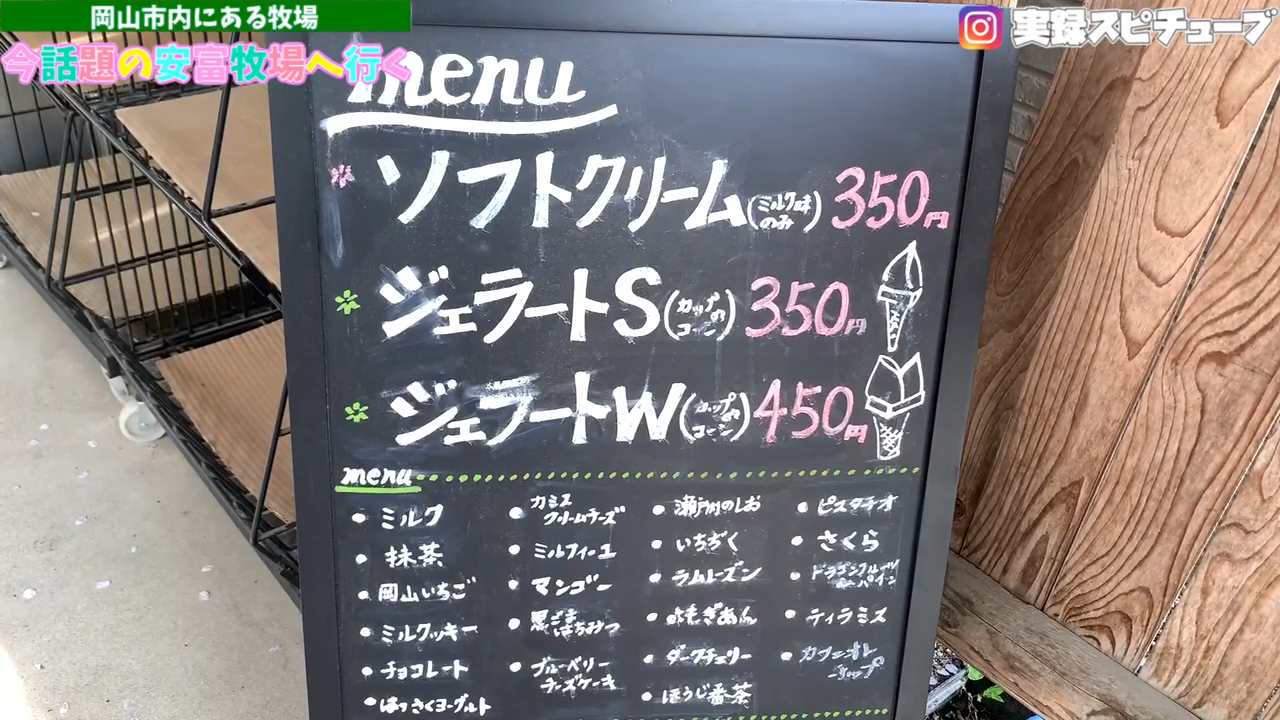 岡山市内にある牧場
今話題の安富牧場へ行く
実録スピチューブ
menu
ソフトクリーム(ミルクのみ) 350円
ジェラートS(カップorコーン) 350円
ジェラートW(カップorコーン) 450円
menu
ミルク
抹茶
岡山いちご
ミルクッキー
チョコレート
はっさくヨーグルト
カシス
クリームチーズ
ミルフィーユ
マンゴー
黒ごま
はちみつ
ブルーベリー
チーズケーキ
瀬戸内のしお
いちぢく
ラムレーズン
よもぎあん
ダークチェリー
ほうじ番茶
ピスタチオ
さくら
ドラゴンフルーツ
パイン
ティラミス
カフェオレ